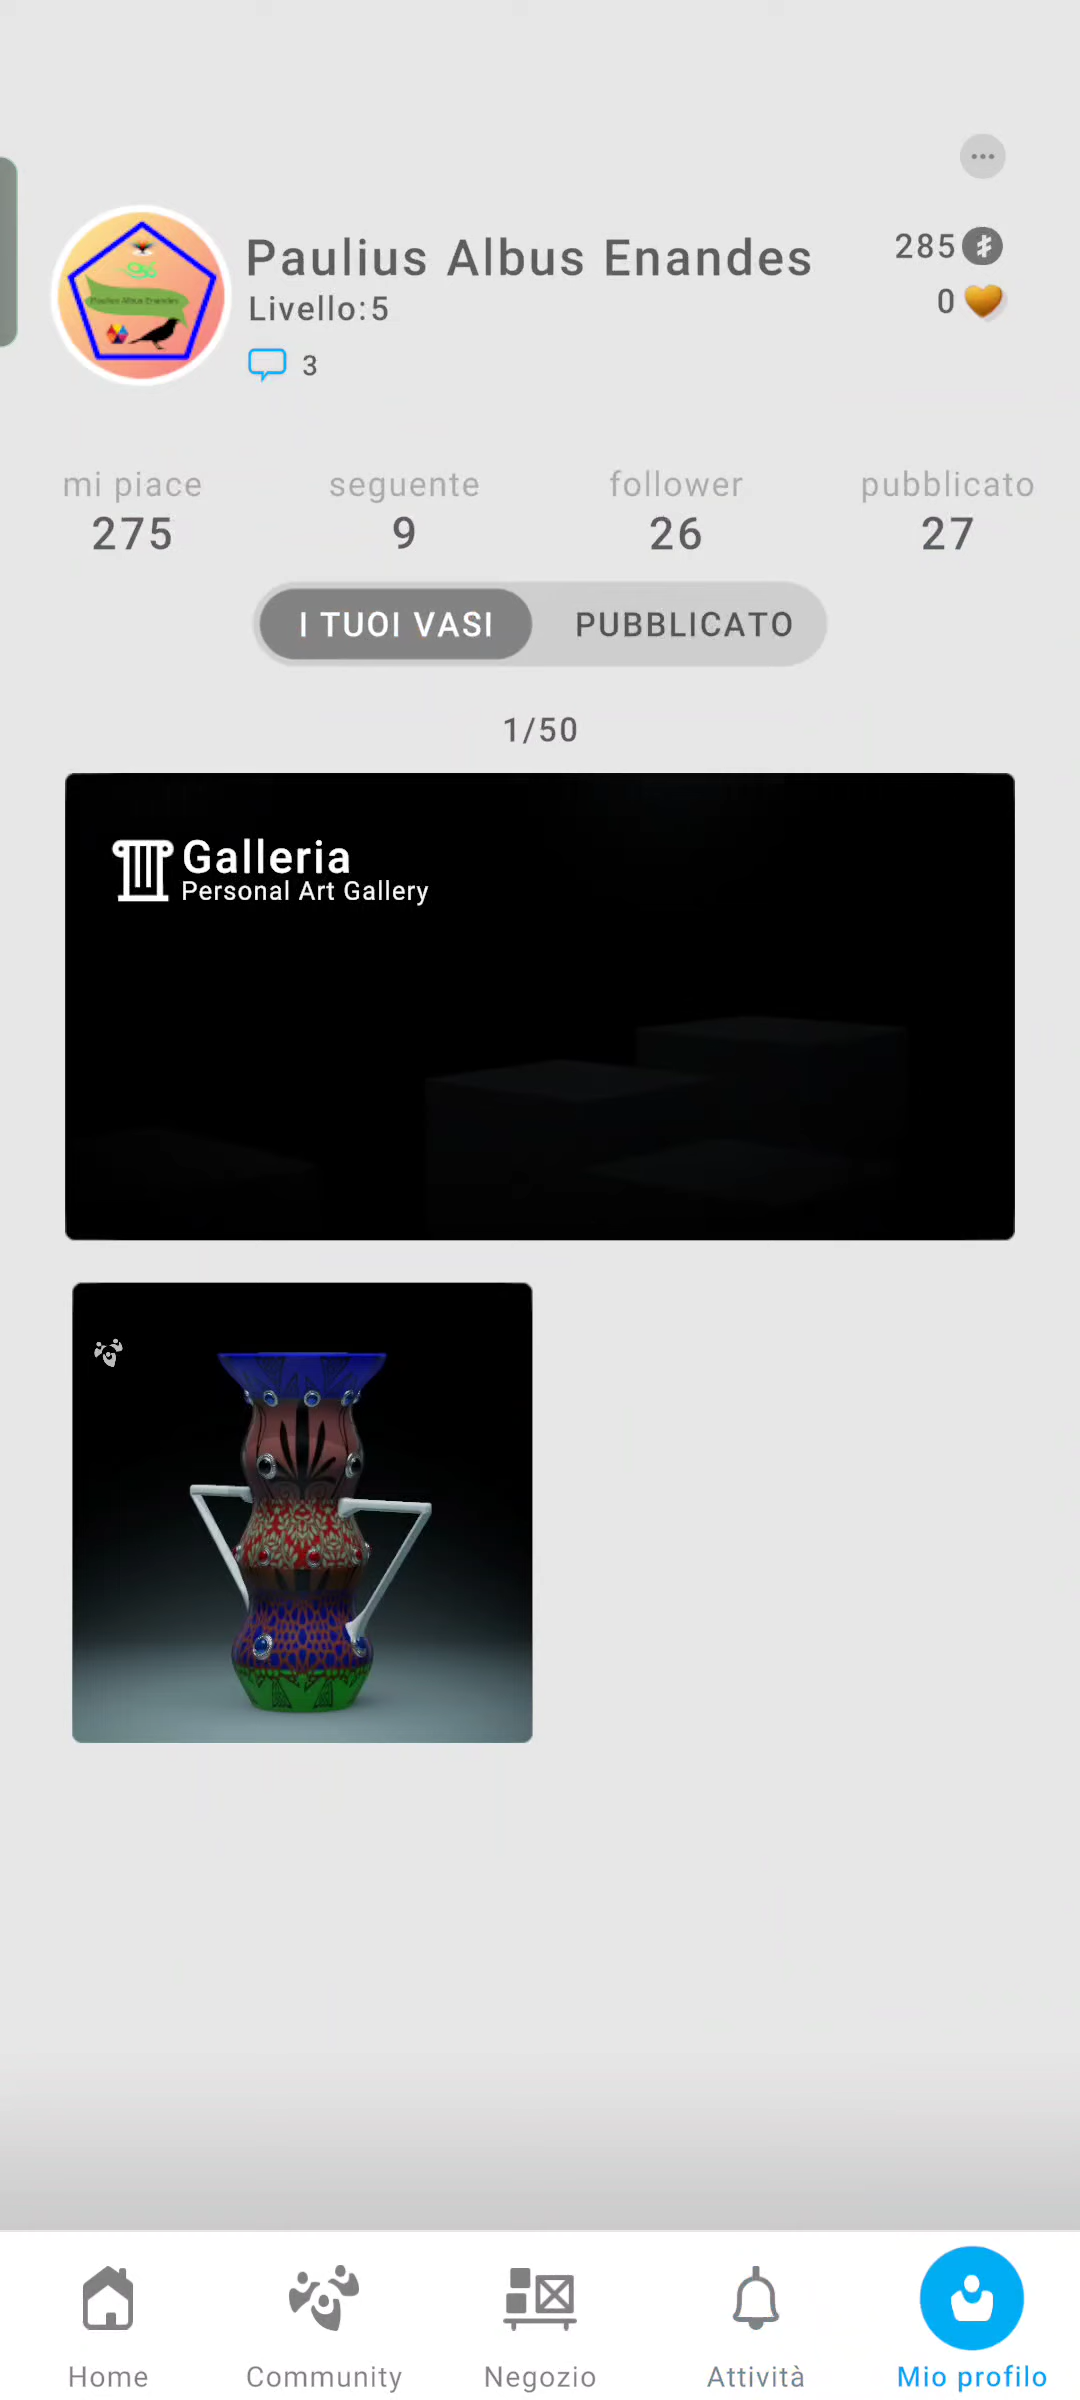 Paulius Albus Enandes
285
Livello:5
0
3
mi piace
275
seguente
9
follower
26
pubblicato
27
I TUOI VASI
PUBBLICATO
1/50
Galleria
Personal Art Gallery
Home
Community
Negozio
Attività
Mio profilo